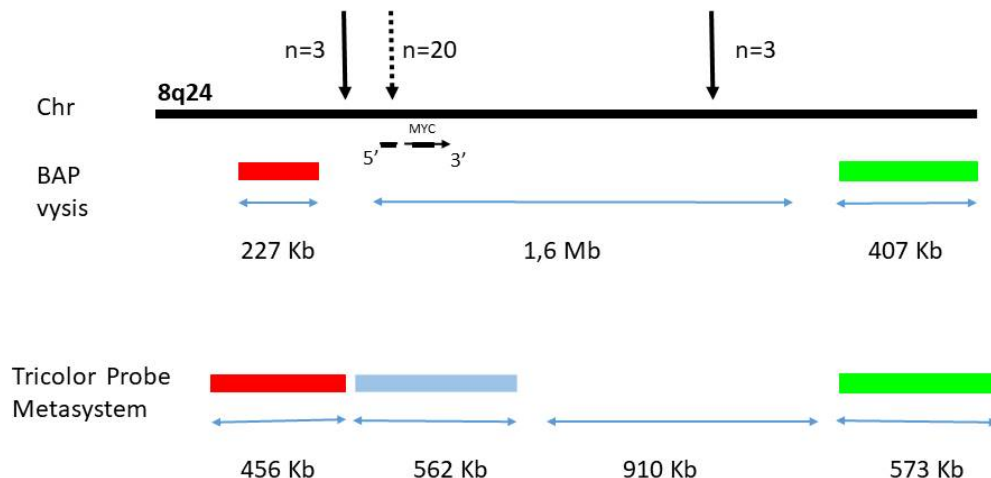 n=3 n=20 n=3
8q24
Chr
MYC
5’ 3’
BAP
vysis
227 Kb 1,6 Mb 407 Kb
Tricolor Probe
Metasystem
456 Kb 562 Kb 910 Kb 573 Kb